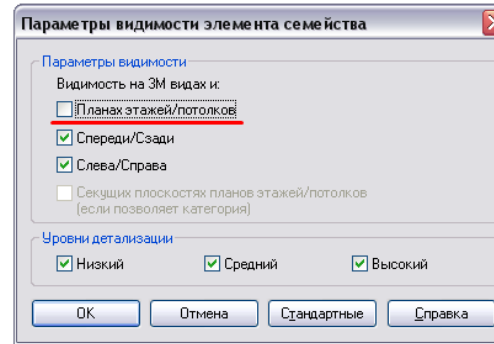 Параметры видимости элемента семейства
Параметры видимости
Видимость на 3М видах и:
Планах этажей/потолков
Спереди/Сзади
Слева/Справа
Секущих плоскостях планов этажей/потолков
(если позволяет категория)
Уровни детализации
Низкий Средний Высокий
OK Отмена Стандартные Справка